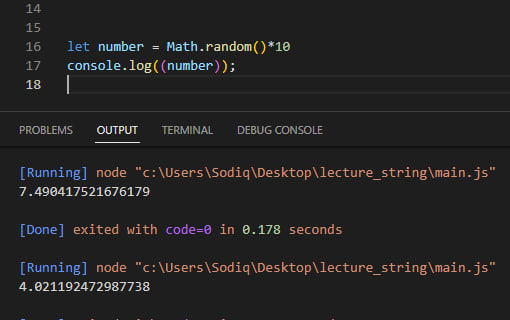 14
15
16 let number = Math.random()*10
17 console.log((number));
18
PROBLEMS OUTPUT TERMINAL DEBUG CONSOLE
[Running] node "c:\Users\Sodiq\Desktop\lecture_string\main.js"
7.490417521676179
[Done] exited with code=0 in 0.178 seconds
[Running] node "c:\Users\Sodiq\Desktop\lecture_string\main.js"
4.021192472987738